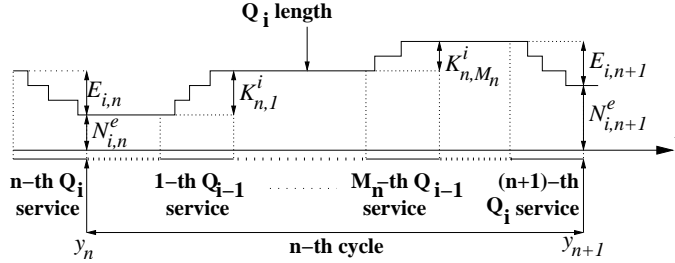 Q i length
E i,n
K i n,1
K i n,M n
E i,n+1
N e i,n
N e i,n+1
n−th Q i service
1−th Q i−1 service
M n −th Q i−1 service
(n+1)−th Q i service
y n
n−th cycle
y n+1